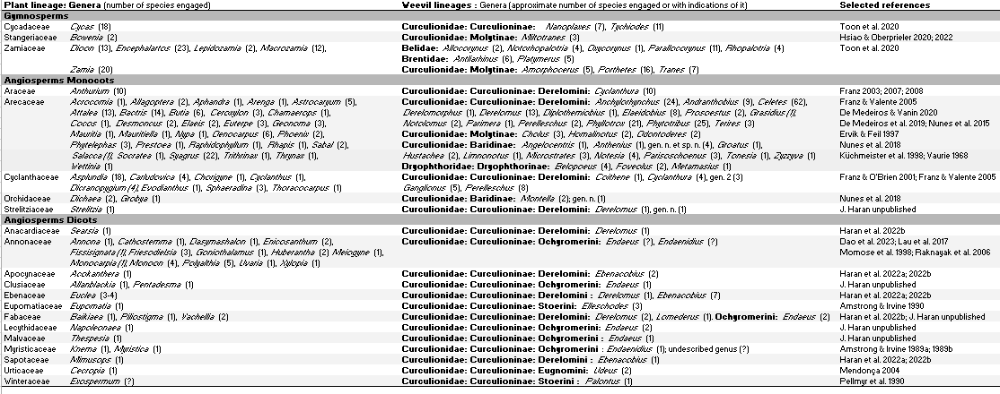 Plant lineage: Genera (number of species engaged) Weevil lineages : Genera (approximate number of species engaged or with indications of it) Selected references
Gymnosperms
Cycadaceae Cycas (18) Curculionidae: Curculioninae: Nanoplaxes (7), Tychiodes (11) Toon et al. 2020
Stangeriaceae Bowenia (2) Curculionidae: Molytinae: Miltotranes (3) Hsiao & Oberprieler 2020; 2022
Zamiaceae Dioon (13), Encephalartos (23), Lepidozamia (2), Macrozamia (12), Belidae: Allocorynus (2), Notorhopalotria (4), Oxycorynus (1), Parallocorynus (11), Rhopalotria (4) Toon et al. 2020
Brentidae: Antliarhinus (6), Platymerus (5)
Zamia (20) Curculionidae: Molytinae: Amorphocerus (5), Porthetes (16), Tranes (7)
Angiosperms Monocots
Araceae Anthurium (10) Curculionidae: Curculioninae: Derelomini: Cyclanthura (10) Franz 2003; 2007; 2008
Arecaceae Acrocomia (1), Allagoptera (2), Aphandra (1), Arenga (1), Astrocaryum (5), Curculionidae: Curculioninae: Derelomini: Anchylorhynchus (24), Andranthobius (9), Celetes (62), Franz & Valente 2005
Attalea (13), Bactris (14), Butia (6), Ceroxylon (3), Chamaerops (1), Derelomorphus (1), Derelomus (13), Diplothemiobius (1), Elaeidobius (8), Prosoestus (2), Grasidius (1), De Medeiros & Vanin 2020
Cocos (1), Desmoncus (2), Elaeis (2), Euterpe (3), Geonoma (3), Notolomus (2), Pasimera (1), Perelleschus (2), Phyllotrox (21), Phytotribus (25), Terires (3) De Medeiros et al. 2019; Nunes et al. 2015
Mauritia (1), Mauritiella (1), Nypa (1), Oenocarpus (6), Phoenix (2), Curculionidae: Molytinae: Cholus (3), Homalinotus (2), Odontoderes (2) Ervik & Feil 1997
Phytelephas (3), Prestoea (1), Raphidophyllum (1), Rhapis (1), Sabal (2), Curculionidae: Baridinae: Angelocentris (1), Anthenius (1), gen. n. et sp. n. (4), Groatus (1), Nunes et al. 2018
Salacca (1), Socratea (1), Syagrus (22), Trithrinax (1), Thrinax (1), Hustachea (2), Limnonotus (1), Microstrates (3), Notesia (4), Parisoschoenus (3), Tonesia (1), Zyzzyva (1) Küchmeister et al. 1998; Vaurie 1968
Wettinia (1) Dryophthoridae: Dryophthorinae: Belopoeus (4), Foveolus (2), Metamasius (1)
Cyclanthaceae Asplundia (18), Carludovica (4), Chorigyne (1), Cyclanthus (1), Curculionidae: Curculioninae: Derelomini: Cotithene (1), Cyclanthura (4), gen. 2 (3) Franz & O'Brien 2001; Franz & Valente 2005
Dicranopygium (4), Evodianthus (1), Sphaeradina (3), Thoracocarpus (1) Ganglionus (5), Perelleschus (8)
Orchidaceae Dichaea (2), Grobya (1) Curculionidae: Baridinae: Montella (2); gen. n. (1) Nunes et al. 2018
Strelitziaceae Strelitzia (1) Curculionidae: Curculioninae: Derelomini: Derelomus (1), gen. n. (1) J. Haran unpublished
Angiosperms Dicots
Anacardiaceae Searsia (1) Curculionidae: Curculioninae: Derelomini: Derelomus (1) Haran et al. 2022b
Annonaceae Annona (1), Cathostemma (1), Dasymashalon (1), Enicosanthum (2), Curculionidae: Curculioninae: Ochyromerini: Endaeus (?), Endaenidius (?) Dao et al. 2023; Lau et al. 2017
Fissisignata (1), Friesodielsia (3), Goniothalamus (1), Huberantha (2) Meiogyne (1), Momose et al. 1998; Raknayak et al. 2006
Monocarpia (1), Monoon (4), Polyalthia (5), Uvaria (1), Xylopia (1)
Apocynaceae Acokanthera (1) Curculionidae: Curculioninae: Derelomini: Ebenacobius (2) Haran et al. 2022a; 2022b
Clusiaceae Allanblackia (1), Pentadesma (1) Curculionidae: Curculioninae: Ochyromerini: Endaeus (1) J. Haran unpublished
Ebenaceae Euclea (3-4) Curculionidae: Curculioninae: Derelomini : Derelomus (1), Ebenacobius (7) Haran et al. 2022a; 2022b
Eupomatiaceae Eupomatia (1) Curculionidae: Curculioninae: Storeini: Elleschodes (3) Armstrong & Irvine 1990
Fabaceae Baikiaea (1), Piliostigma (1), Vachellia (2) Curculionidae: Curculioninae: Derelomini: Derelomus (2), Lomederus (1). Ochyromerini: Endaeus (2) Haran et al. 2022b; J. Haran unpublished
Lecythidaceae Napoleonaea (1) Curculionidae: Curculioninae: Ochyromerini: Endaeus (2) J. Haran unpublished
Malvaceae Thespesia (1) Curculionidae: Curculioninae: Ochyromerini : Endaeus (1) J. Haran unpublished
Myristicaceae Knema (1), Myristica (1) Curculionidae: Curculioninae: Ochyromerini : Endaenidius (1); undescribed genus (?) Armstrong & Irvine 1989a; 1989b
Sapotaceae Mimusops (1) Curculionidae: Curculioninae: Derelomini : Ebenacobius (1) Haran et al. 2022a; 2022b
Urticaceae Cecropia (1) Curculionidae: Curculioninae: Eugnomini: Udeus (2) Mendonça 2004
Winteraceae Exospermum (?) Curculionidae: Curculioninae: Storeini : Palontus (1) Pellmyr et al. 1990